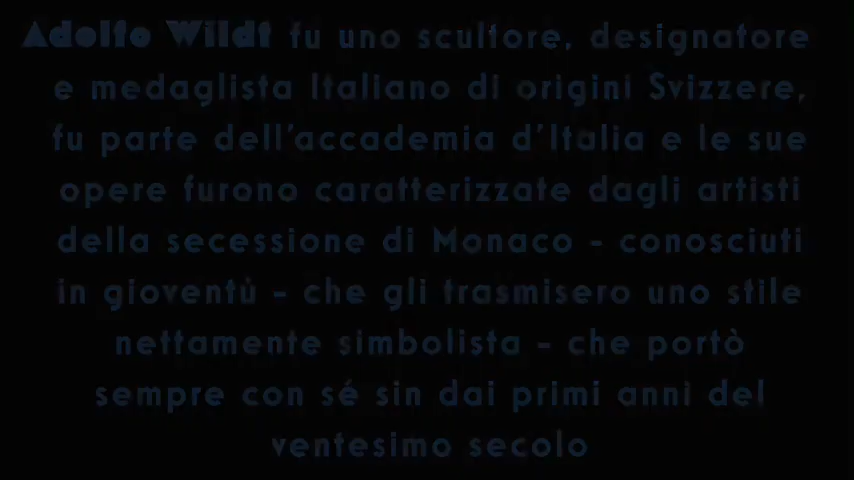 Adolfo Wildt fu uno scultore, designatore
e medaglista Italiano di origini Svizzere,
fu parte dell'accademia d'Italia e le sue
opere furono caratterizzate dagli artisti
della secessione di Monaco - conosciuti
in gioventù - che gli trasmisero uno stile
nettamente simbolista - che portò
sempre con sé sin dai primi anni del
ventesimo secolo